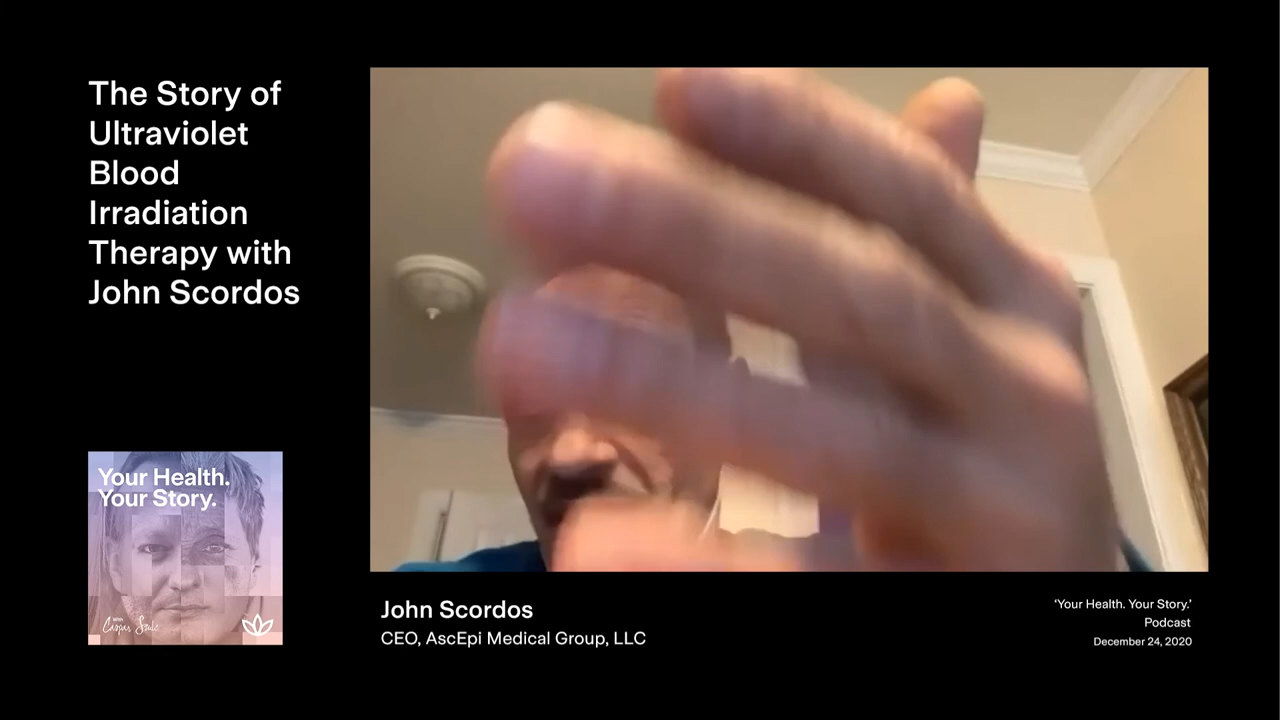 The Story of
Ultraviolet
Blood
Irradiation
Therapy with
John Scordos
Your Health.
Your Story.
WITH
John Scordos
CEO, AscEpi Medical Group, LLC
'Your Health. Your Story.'
Podcast
December 24, 2020